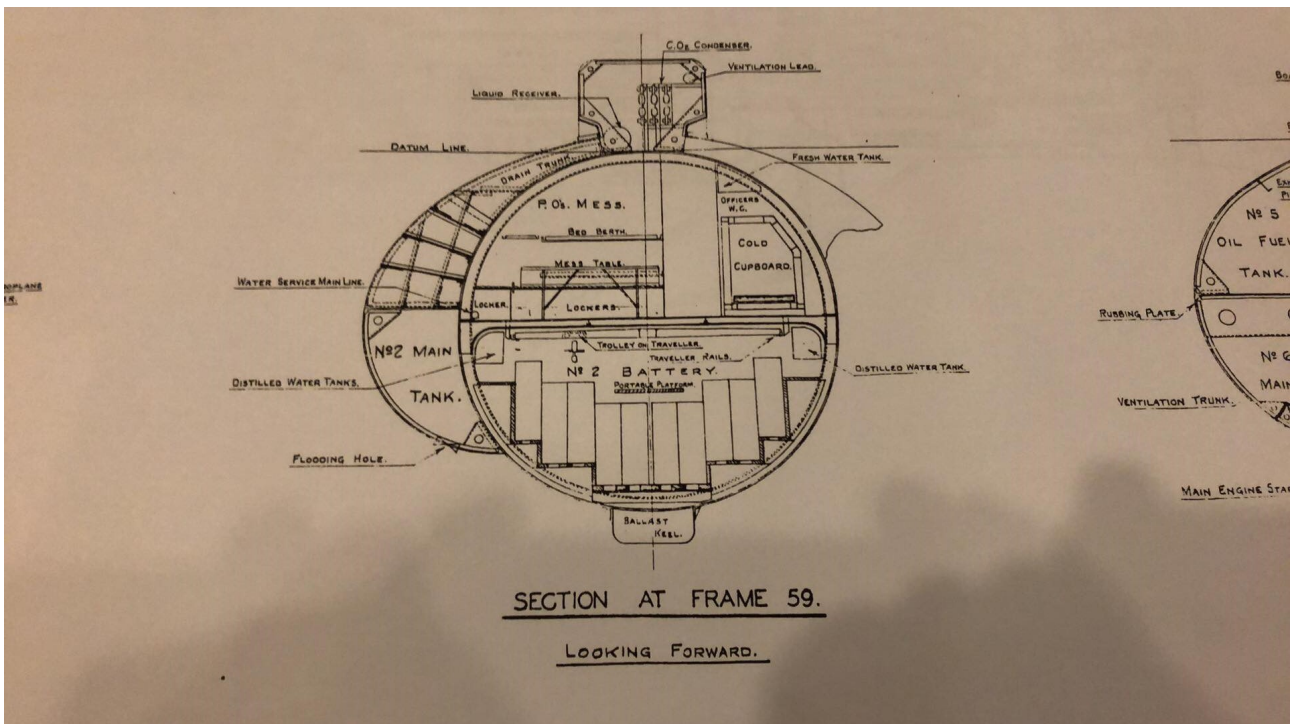 C.O2 CONDENSER.
VENTILATION LEAD.
LIQUID RECEIVER.
DATUM LINE.
DRAIN TRUNK.
FRESH WATER TANK.
P.O's. MESS.
OFFICERS
W.C.
BED BERTH.
COLD
CUPBOARD.
MESS TABLE.
WATER SERVICE MAIN LINE.
LOCKER.
LOCKERS.
TROLLEY ON TRAVELLER
TRAVELLER RAILS.
Nº2 MAIN
TANK.
Nº 2 BATTERY.
PORTABLE PLATFORM.
DISTILLED WATER TANKS.
DISTILLED WATER TANK.
FLOODING HOLE.
BALLAST
KEEL.
SECTION AT FRAME 59.
LOOKING FORWARD.
Nº 5
OIL FUEL
TANK.
RUBBING PLATE.
Nº 6
MAIN
VENTILATION TRUNK.
MAIN ENGINE